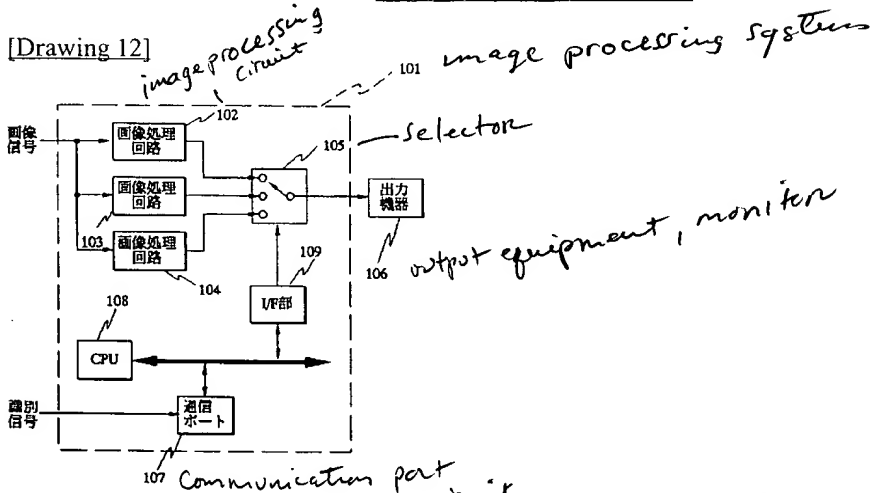 [Drawing 12]
image processing
circuit
image processing system
101
102
画像
信号
画像処理
回路
selector
105
画像処理
回路
103
出力
機器
画像処理
回路
106
output equipment, monitor
104
109
I/F部
108
CPU
識別
信号
通信
ポート
107
Communication port